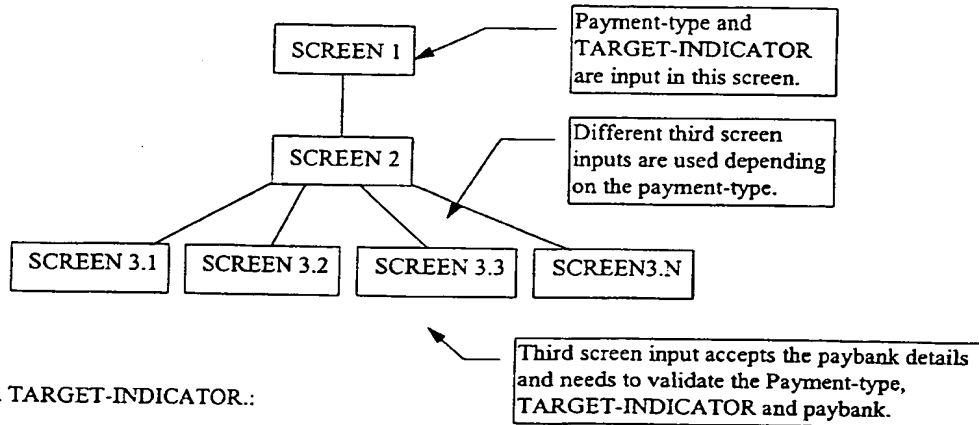 SCREEN 1
Payment-type and
TARGET-INDICATOR
are input in this screen.
SCREEN 2
Different third screen
inputs are used depending
on the payment-type.
SCREEN 3.1
SCREEN 3.2
SCREEN 3.3
SCREEN3.N
Third screen input accepts the paybank details
and needs to validate the Payment-type,
TARGET-INDICATOR and paybank.
. TARGET-INDICATOR.: